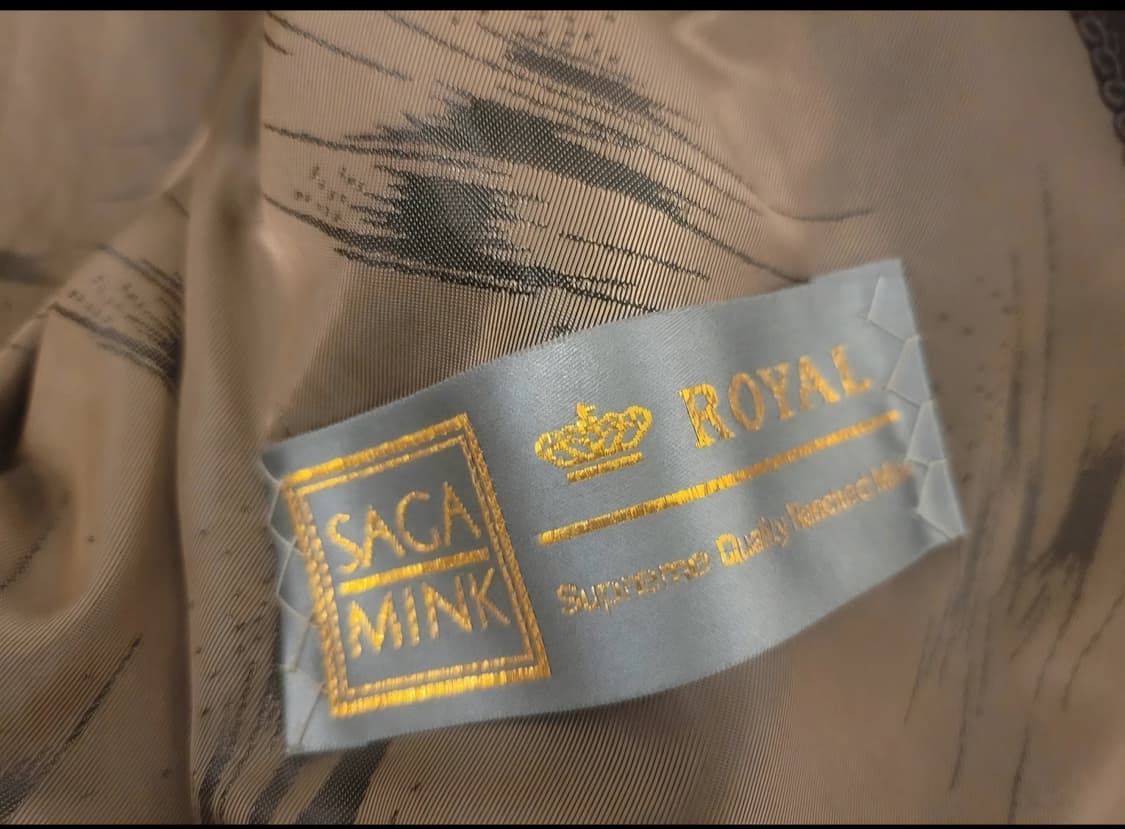 SAGA
MINK
ROYAL
Supreme Quality Ranched Mink